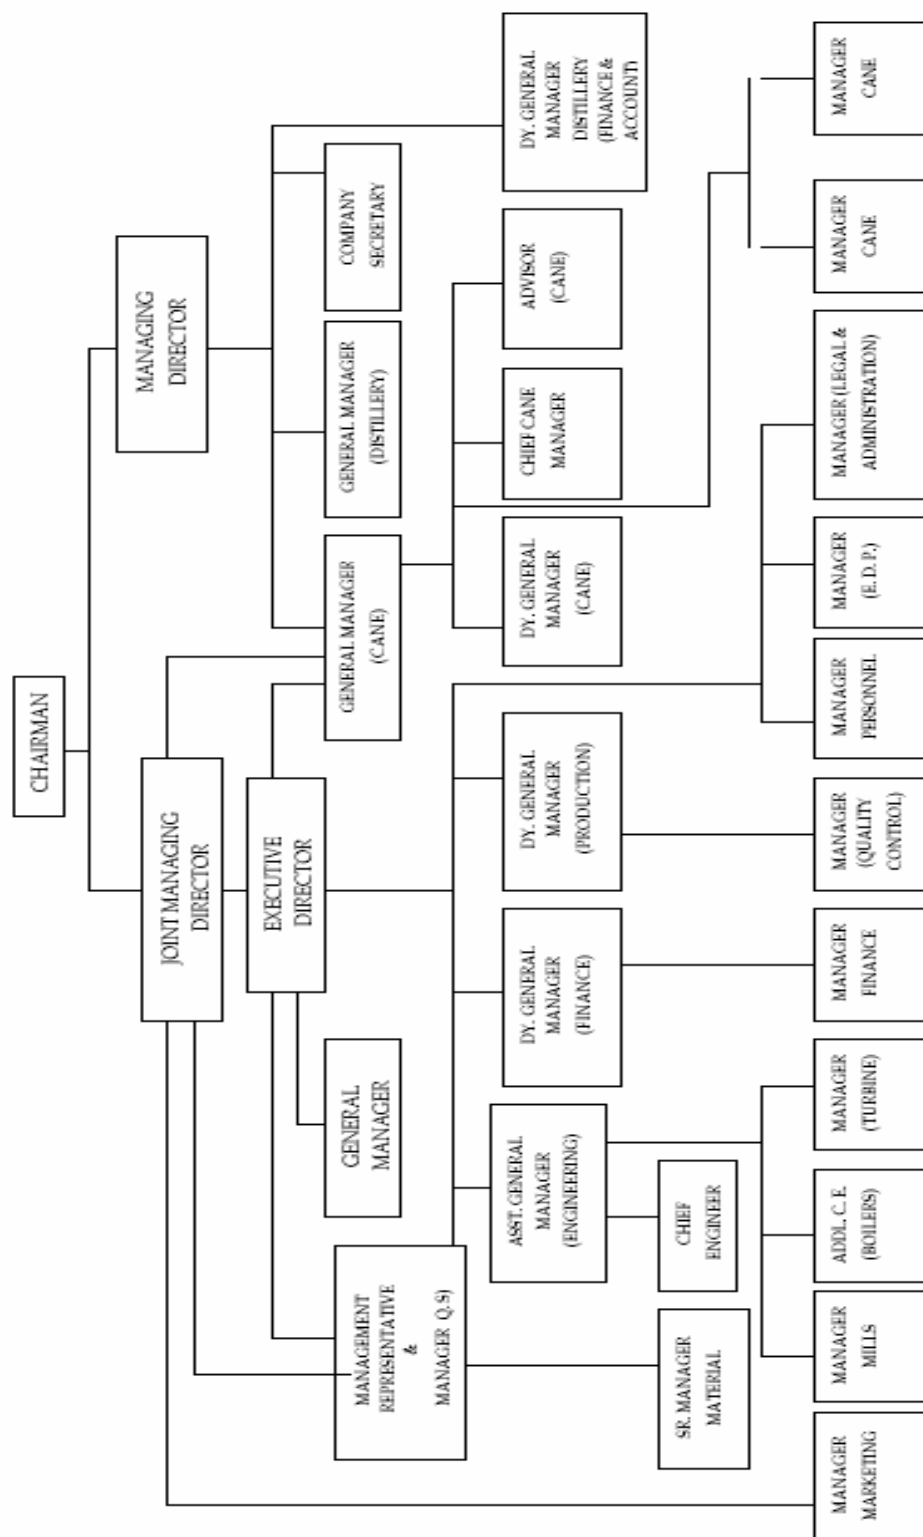 CHAIRMAN
JOINT MANAGING
DIRECTOR
MANAGING
DIRECTOR
EXECUTIVE
DIRECTOR
MANAGEMENT
REPRESENTATIVE
&
MANAGER Q. S)
GENERAL
MANAGER
GENERAL MANAGER
(CANE)
GENERAL MANAGER
(DISTILLERY)
COMPANY
SECRETARY
ASST. GENERAL
MANAGER
(ENGINEERING)
DY. GENERAL
MANAGER
(FINANCE)
DY. GENERAL
MANAGER
(PRODUCTION)
DY. GENERAL
MANAGER
(CANE)
CHIEF CANE
MANAGER
ADVISOR
(CANE)
DY. GENERAL
MANAGER
DISTILLERY
(FINANCE &
ACCOUNT)
SR. MANAGER
MATERIAL
CHIEF
ENGINEER
MANAGER
MARKETING
MANAGER
MILLS
ADDL. C. E.
(BOILERS)
MANAGER
(TURBINE)
MANAGER
FINANCE
MANAGER
(QUALITY
CONTROL)
MANAGER
PERSONNEL
MANAGER
(E. D. P.)
MANAGER (LEGAL &
ADMINISTRATION)
MANAGER
CANE
MANAGER
CANE